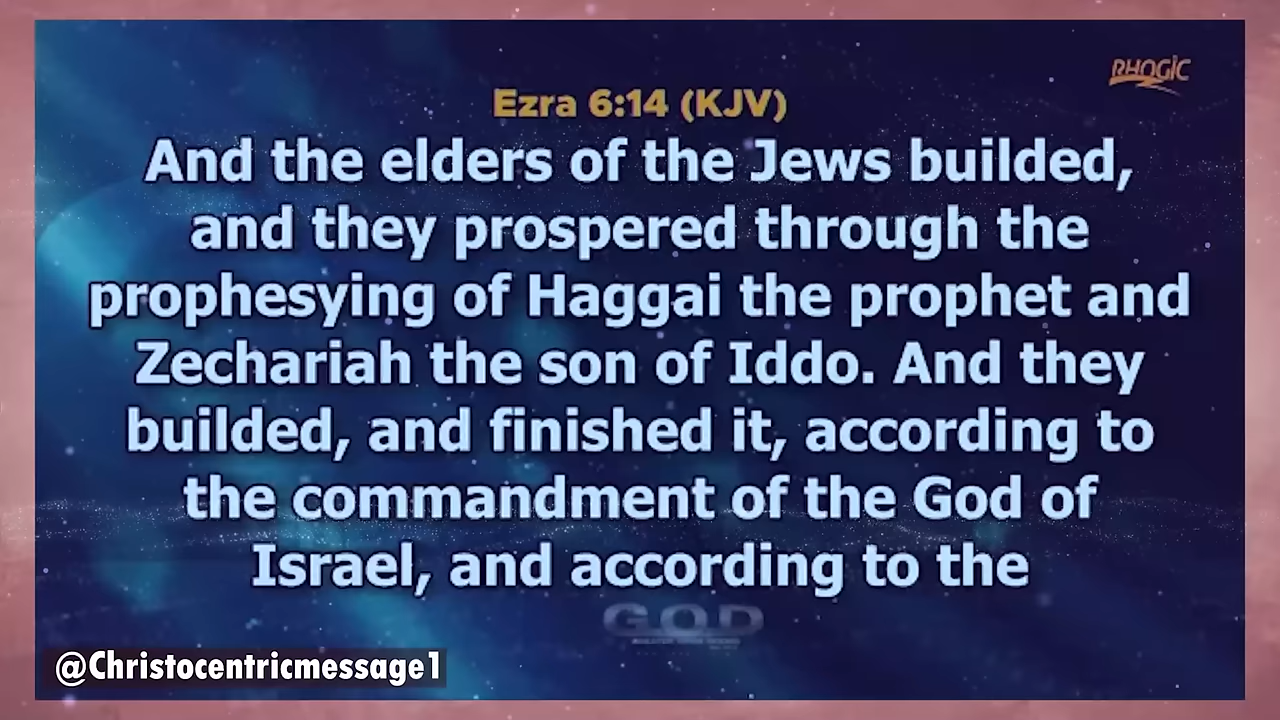 RHOGIC
Ezra 6:14 (KJV)
And the elders of the Jews builded,
and they prospered through the
prophesying of Haggai the prophet and
Zechariah the son of Iddo. And they
builded, and finished it, according to
the commandment of the God of
Israel, and according to the
G.O.D
@Christocentricmessage1